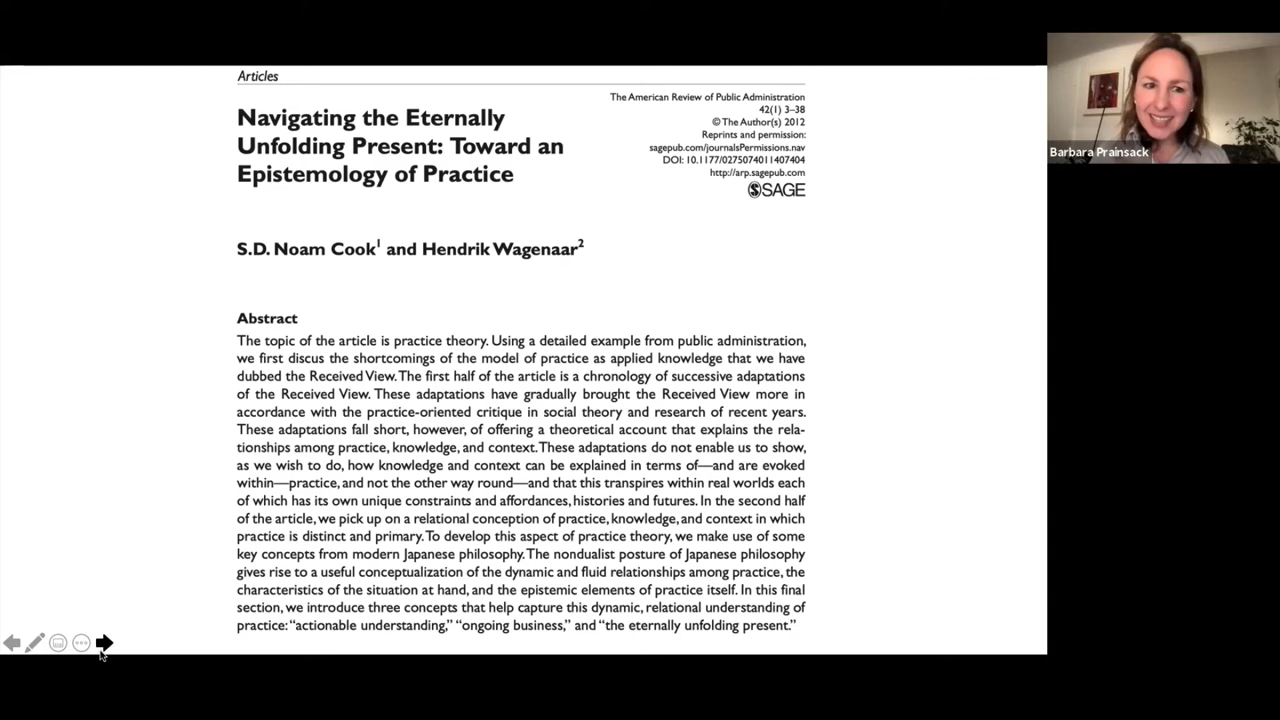 Articles
Navigating the Eternally
Unfolding Present: Toward an
Epistemology of Practice
The American Review of Public Administration
42(1) 3–38
© The Author(s) 2012
Reprints and permission:
sagepub.com/journalsPermissions.nav
DOI: 10.1177/0275074011407404
http://arp.sagepub.com
SAGE
S.D. Noam Cook1 and Hendrik Wagenaar2
Abstract
The topic of the article is practice theory. Using a detailed example from public administration,
we first discus the shortcomings of the model of practice as applied knowledge that we have
dubbed the Received View. The first half of the article is a chronology of successive adaptations
of the Received View. These adaptations have gradually brought the Received View more in
accordance with the practice-oriented critique in social theory and research of recent years.
These adaptations fall short, however, of offering a theoretical account that explains the rela-
tionships among practice, knowledge, and context. These adaptations do not enable us to show,
as we wish to do, how knowledge and context can be explained in terms of—and are evoked
within—practice, and not the other way round—and that this transpires within real worlds each
of which has its own unique constraints and affordances, histories and futures. In the second half
of the article, we pick up on a relational conception of practice, knowledge, and context in which
practice is distinct and primary. To develop this aspect of practice theory, we make use of some
key concepts from modern Japanese philosophy. The nondualist posture of Japanese philosophy
gives rise to a useful conceptualization of the dynamic and fluid relationships among practice, the
characteristics of the situation at hand, and the epistemic elements of practice itself. In this final
section, we introduce three concepts that help capture this dynamic, relational understanding of
practice: “actionable understanding,” “ongoing business,” and “the eternally unfolding present.”
Barbara Prainsack